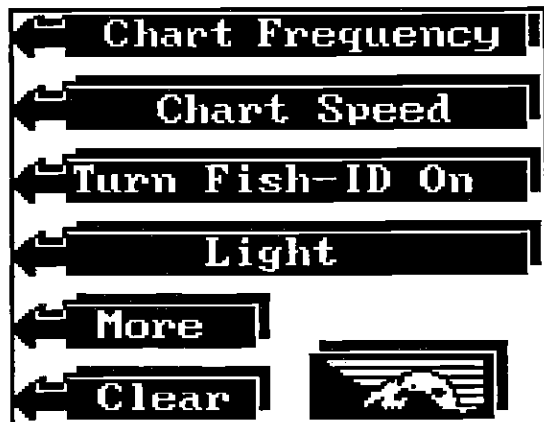 Chart Frequency
Chart Speed
Turn Fish-ID On
Light
More
Clear